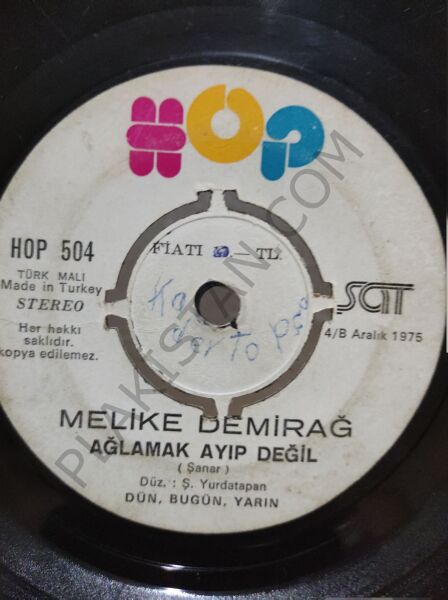 HOP
HOP 504
TÜRK MALI
Made in Turkey
STEREO
Her hakkı
saklıdır.
kopya edilemez.
FİATI .— TL.
SAT
4/B Aralık 1975
MELİKE DEMİRAĞ
AĞLAMAK AYIP DEĞİL
( Şanar )
Düz. : Ş. Yurdatapan
DÜN, BUGÜN, YARIN
PLAKISTAN.COM